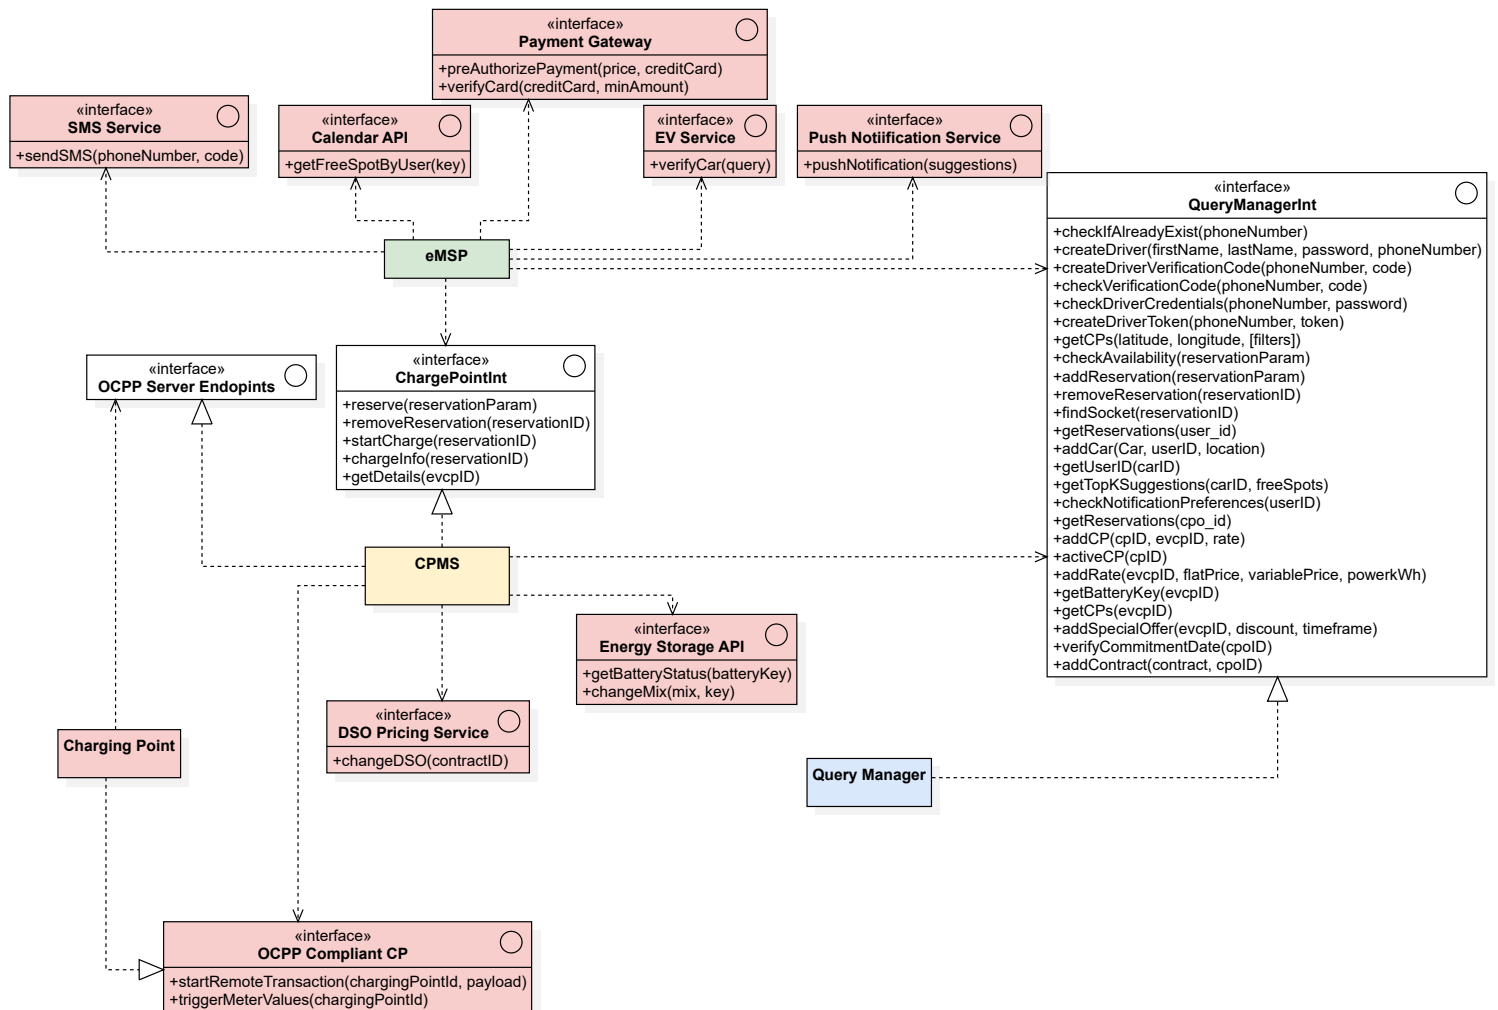 «interface»
Payment Gateway
+preAuthorizePayment(price, creditCard)
+verifyCard(creditCard, minAmount)
«interface»
SMS Service
+sendSMS(phoneNumber, code)
«interface»
Calendar API
+getFreeSpotByUser(key)
«interface»
EV Service
+verifyCar(query)
«interface»
Push Notiification Service
+pushNotification(suggestions)
«interface»
QueryManagerInt
+checkIfAlreadyExist(phoneNumber)
+createDriver(firstName, lastName, password, phoneNumber)
+createDriverVerificationCode(phoneNumber, code)
+checkVerificationCode(phoneNumber, code)
+checkDriverCredentials(phoneNumber, password)
+createDriverToken(phoneNumber, token)
+getCPs(latitude, longitude, [filters])
+checkAvailability(reservationParam)
+addReservation(reservationParam)
+removeReservation(reservationID)
+findSocket(reservationID)
+getReservations(user_id)
+addCar(Car, userID, location)
+getUserID(carID)
+getTopKSuggestions(carID, freeSpots)
+checkNotificationPreferences(userID)
+getReservations(cpo_id)
+addCP(cpID, evcpID, rate)
+activeCP(cpID)
+addRate(evcpID, flatPrice, variablePrice, powerkWh)
+getBatteryKey(evcpID)
+getCPs(evcpID)
+addSpecialOffer(evcpID, discount, timeframe)
+verifyCommitmentDate(cpoID)
+addContract(contract, cpoID)
eMSP
«interface»
OCPP Server Endopints
«interface»
ChargePointInt
+reserve(reservationParam)
+removeReservation(reservationID)
+startCharge(reservationID)
+chargeInfo(reservationID)
+getDetails(evcpID)
CPMS
«interface»
Energy Storage API
+getBatteryStatus(batteryKey)
+changeMix(mix, key)
«interface»
DSO Pricing Service
+changeDSO(contractID)
Charging Point
Query Manager
«interface»
OCPP Compliant CP
+startRemoteTransaction(chargingPointId, payload)
+triggerMeterValues(chargingPointId)